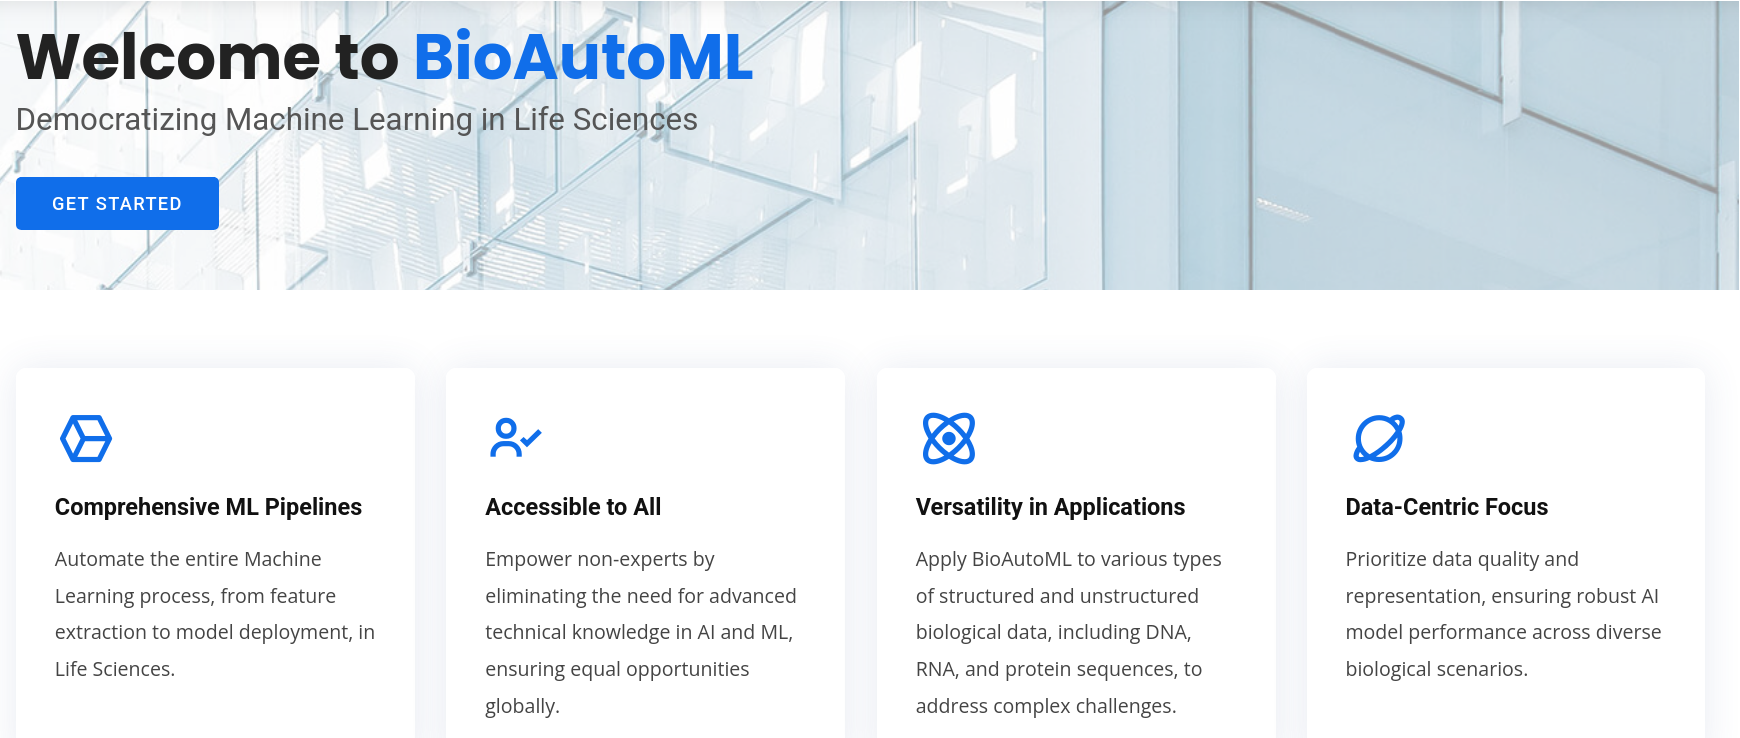 Welcome to BioAutoML
Democratizing Machine Learning in Life Sciences
GET STARTED
Comprehensive ML Pipelines
Automate the entire Machine
Learning process, from feature
extraction to model deployment, in
Life Sciences.
Accessible to All
Empower non-experts by
eliminating the need for advanced
technical knowledge in AI and ML,
ensuring equal opportunities
globally.
Versatility in Applications
Apply BioAutoML to various types
of structured and unstructured
biological data, including DNA,
RNA, and protein sequences, to
address complex challenges.
Data-Centric Focus
Prioritize data quality and
representation, ensuring robust AI
model performance across diverse
biological scenarios.